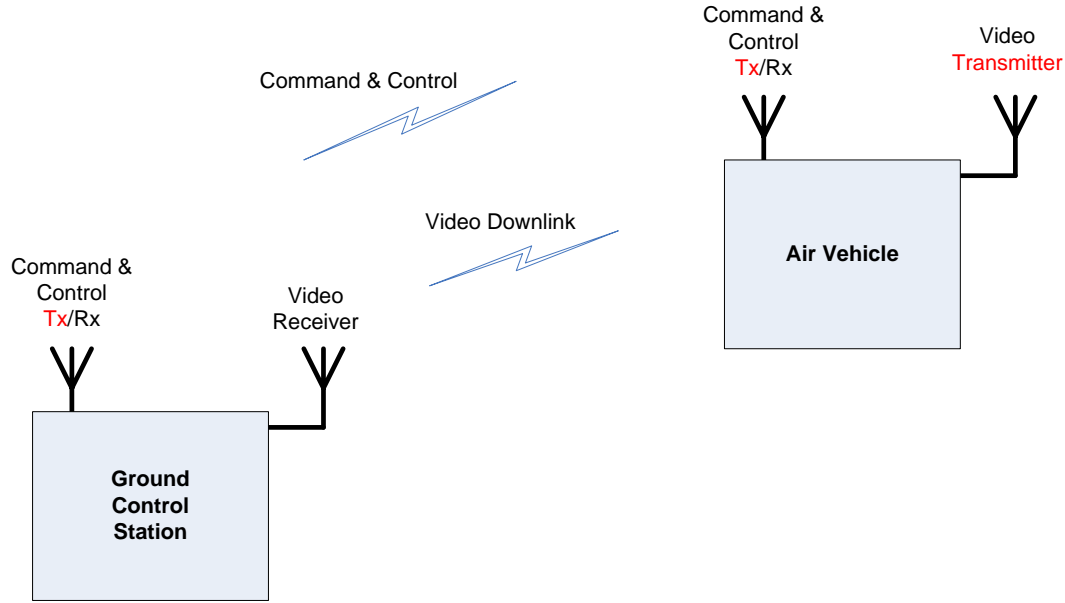 Command &
Control
Tx/Rx
Video
Transmitter
Command & Control
Air Vehicle
Video Downlink
Command &
Control
Tx/Rx
Video
Receiver
Ground
Control
Station